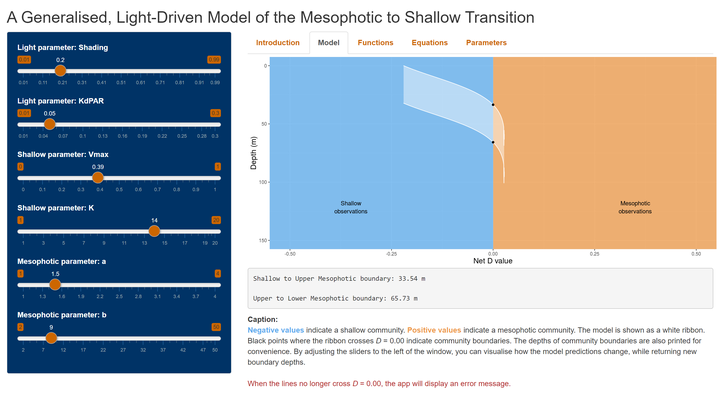 A Generalised, Light-Driven Model of the Mesophotic to Shallow Transition
Light parameter: Shading
0.01 0.2 0.99
0.01 0.11 0.21 0.31 0.41 0.51 0.61 0.71 0.81 0.91 0.99
Light parameter: KdPAR
0.05 0.3
0.01 0.04 0.07 0.1 0.13 0.16 0.19 0.22 0.25 0.28 0.3
Shallow parameter: Vmax
0 0.39 1
0 0.1 0.2 0.3 0.4 0.5 0.6 0.7 0.8 0.9 1
Shallow parameter: K
1 14 20
1 3 5 7 9 11 13 15 17 19 20
Mesophotic parameter: a
1 1.5 4
1 1.3 1.6 1.9 2.2 2.5 2.8 3.1 3.4 3.7 4
Mesophotic parameter: b
2 9 50
2 7 12 17 22 27 32 37 42 47 50
Introduction Model Functions Equations Parameters
Depth (m)
0
50
100
150
Shallow
observations
Mesophotic
observations
-0.50 -0.25 0.00 0.25 0.50
Net D value
Shallow to Upper Mesophotic boundary: 33.54 m
Upper to Lower Mesophotic boundary: 65.73 m
Caption:
Negative values indicate a shallow community. Positive values indicate a mesophotic community. The model is shown as a white ribbon.
Black points where the ribbon crosses D = 0.00 indicate community boundaries. The depths of community boundaries are also printed for
convenience. By adjusting the sliders to the left of the window, you can visualise how the model predictions change, while returning new
boundary depths.
When the lines no longer cross D = 0.00, the app will display an error message.